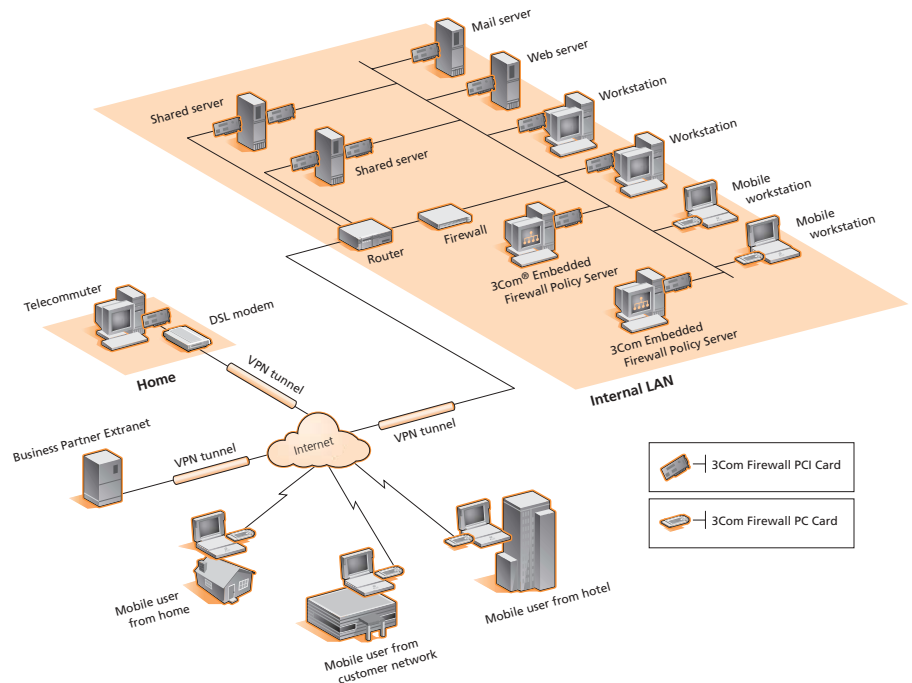 Mail server
Web server
Shared server
Workstation
Shared server
Workstation
Mobile
workstation
Mobile
workstation
Router
Firewall
3Com® Embedded
Firewall Policy Server
3Com Embedded
Firewall Policy Server
Internal LAN
Telecommuter
DSL modem
Home
VPN tunnel
VPN tunnel
Internet
Business Partner Extranet
VPN tunnel
3Com Firewall PCI Card
3Com Firewall PC Card
Mobile user
from home
Mobile user from
customer network
Mobile user from hotel